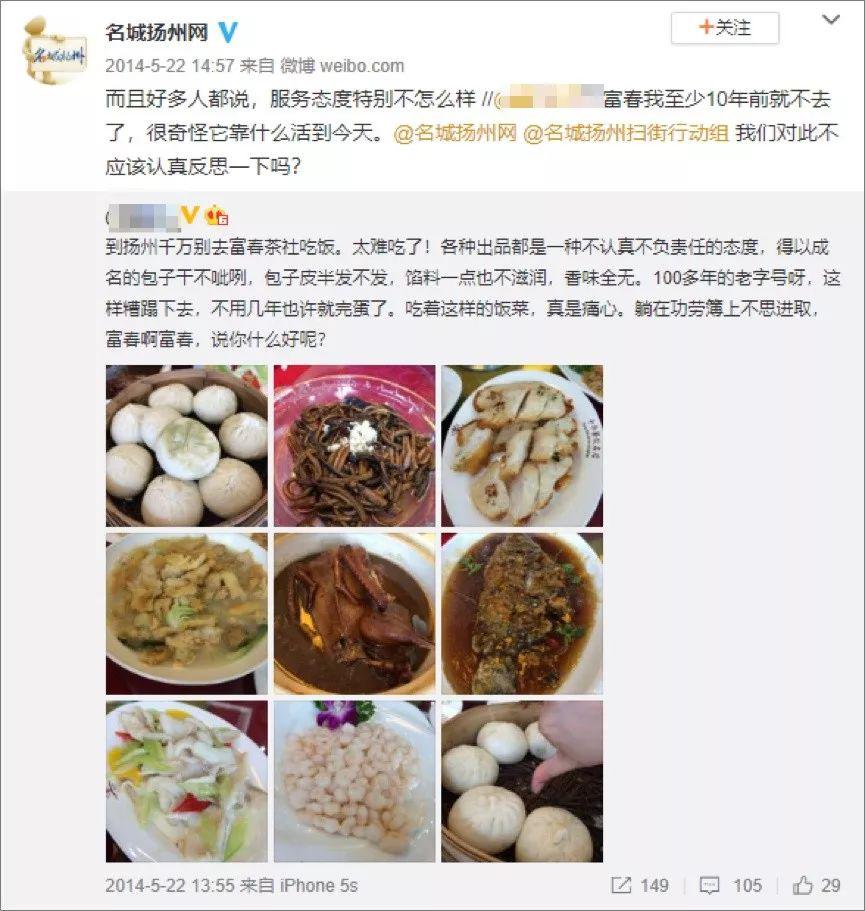 名城扬州网
+关注
2014-5-22 14:57 来自 微博 weibo.com
而且好多人都说，服务态度特别不怎么样 //@富春我至少10年前就不去
了，很奇怪它靠什么活到今天。@名城扬州网 @名城扬州扫街行动组 我们对此不
应该认真反思一下吗？
到扬州千万别去富春茶社吃饭。太难吃了！各种出品都是一种不认真不负责任的态度，得以成
名的包子干不呲咧，包子皮半发不发，馅料一点也不滋润，香味全无。100多年的老字号呀，这
样糟蹋下去，不用几年也许就完蛋了。吃着这样的饭菜，真是痛心。躺在功劳簿上不思进取，
富春啊富春，说你什么好呢？
2014-5-22 13:55 来自 iPhone 5s
149
105
29